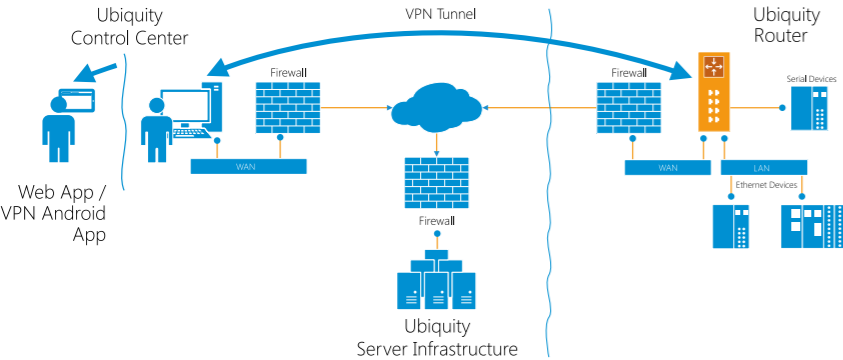 Ubiquity
Control Center
VPN Tunnel
Ubiquity
Router
Firewall
Firewall
Serial Devices
WAN
WAN
LAN
Ethernet Devices
Web App /
VPN Android
App
Firewall
Ubiquity
Server Infrastructure